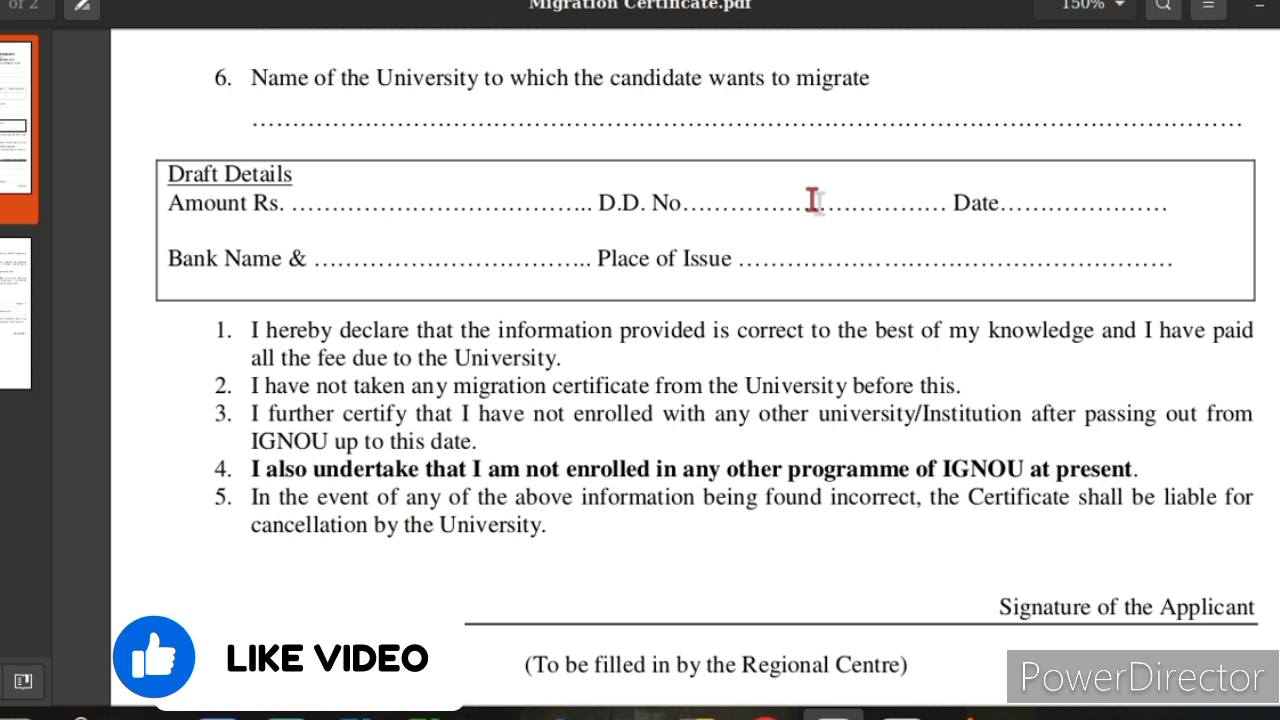 of 2
Migration Certificate.pdf
150%
6. Name of the University to which the candidate wants to migrate
………………………………………………………………………………………………………………
Draft Details
Amount Rs. ……………………………….. D.D. No…………………………… Date…………………
Bank Name & …………………………….. Place of Issue ………………………………………………
1. I hereby declare that the information provided is correct to the best of my knowledge and I have paid
all the fee due to the University.
2. I have not taken any migration certificate from the University before this.
3. I further certify that I have not enrolled with any other university/Institution after passing out from
IGNOU up to this date.
4. I also undertake that I am not enrolled in any other programme of IGNOU at present.
5. In the event of any of the above information being found incorrect, the Certificate shall be liable for
cancellation by the University.
Signature of the Applicant
LIKE VIDEO
(To be filled in by the Regional Centre)
PowerDirector